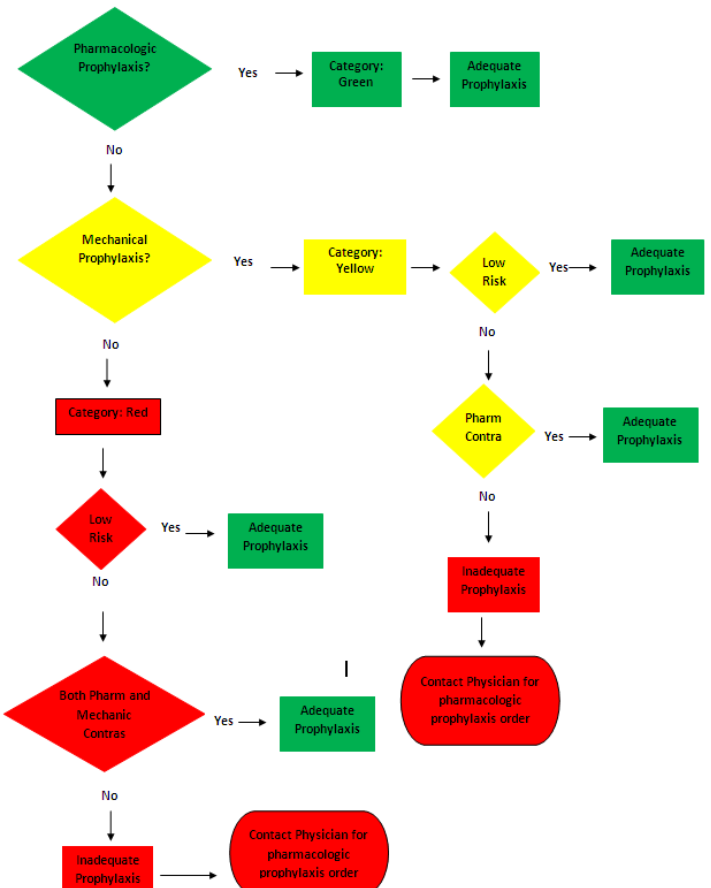 Pharmacologic
Prophylaxis?
Yes
Category:
Green
Adequate
Prophylaxis
No
Mechanical
Prophylaxis?
Yes
Category:
Yellow
Low
Risk
Yes
Adequate
Prophylaxis
No
No
Category: Red
Pharm
Contra
Yes
Adequate
Prophylaxis
Low
Risk
Yes
Adequate
Prophylaxis
No
No
Inadequate
Prophylaxis
Contact Physician for
pharmacologic
prophylaxis order
Both Pharm and
Mechanic
Contras
Yes
Adequate
Prophylaxis
No
Inadequate
Prophylaxis
Contact Physician for
pharmacologic
prophylaxis order